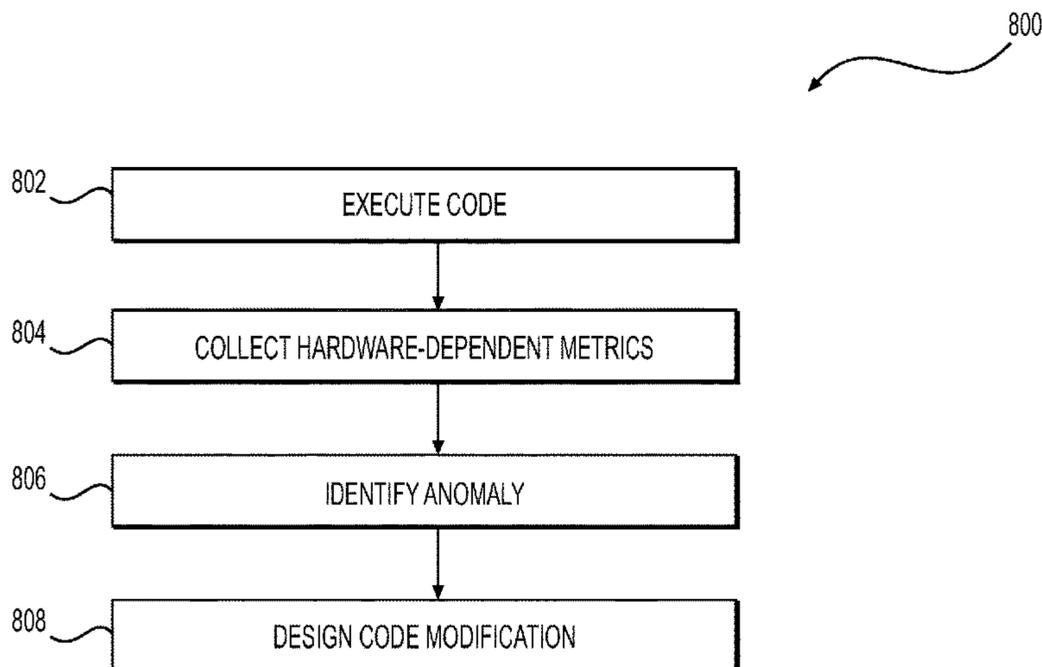 800
802
EXECUTE CODE
804
COLLECT HARDWARE-DEPENDENT METRICS
806
IDENTIFY ANOMALY
808
DESIGN CODE MODIFICATION